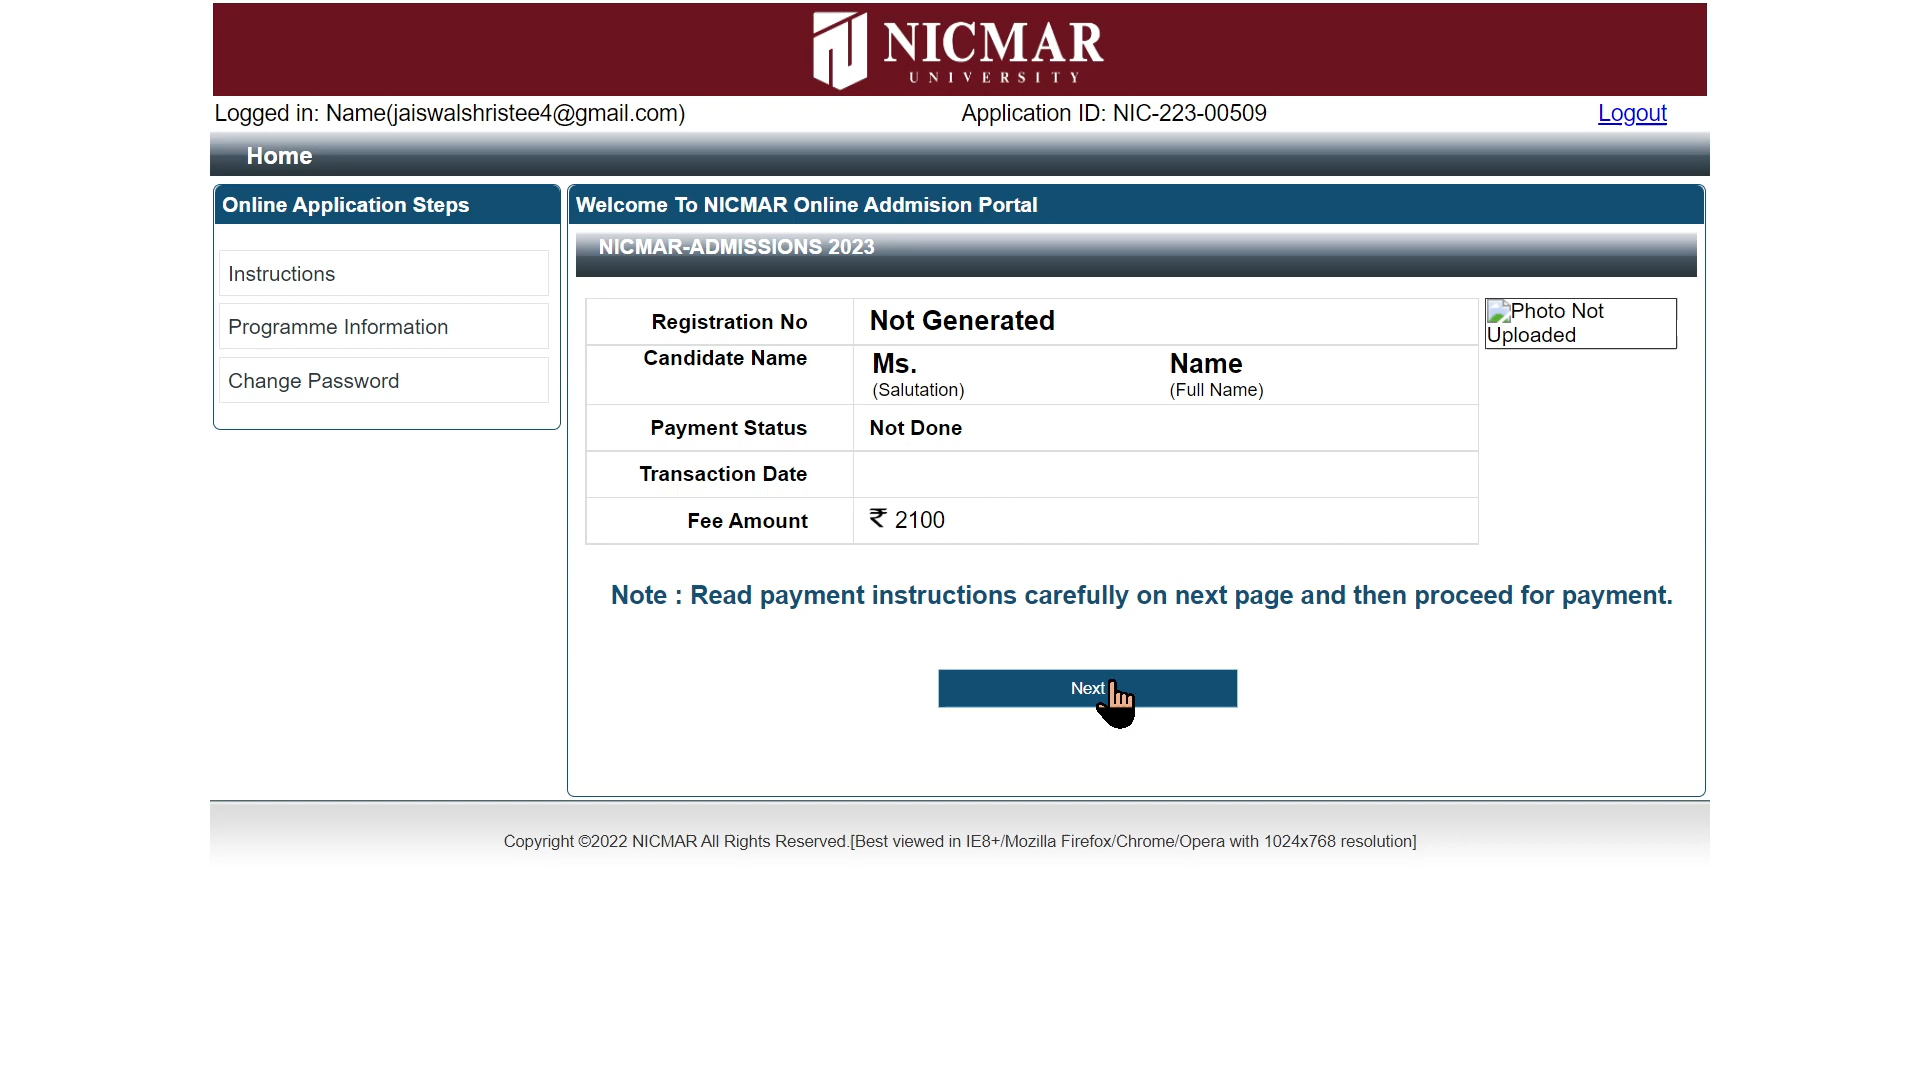 NICMAR
UNIVERSITY
Logged in: Name(jaiswalshristee4@gmail.com) Application ID: NIC-223-00509 Logout
Home
Online Application Steps
Instructions
Programme Information
Change Password
Welcome To NICMAR Online Addmision Portal
NICMAR-ADMISSIONS 2023
Registration No Not Generated
Candidate Name Ms. Name
(Salutation) (Full Name)
Payment Status Not Done
Transaction Date
Fee Amount ₹ 2100
Photo Not
Uploaded
Note : Read payment instructions carefully on next page and then proceed for payment.
Next
Copyright ©2022 NICMAR All Rights Reserved.[Best viewed in IE8+/Mozilla Firefox/Chrome/Opera with 1024x768 resolution]